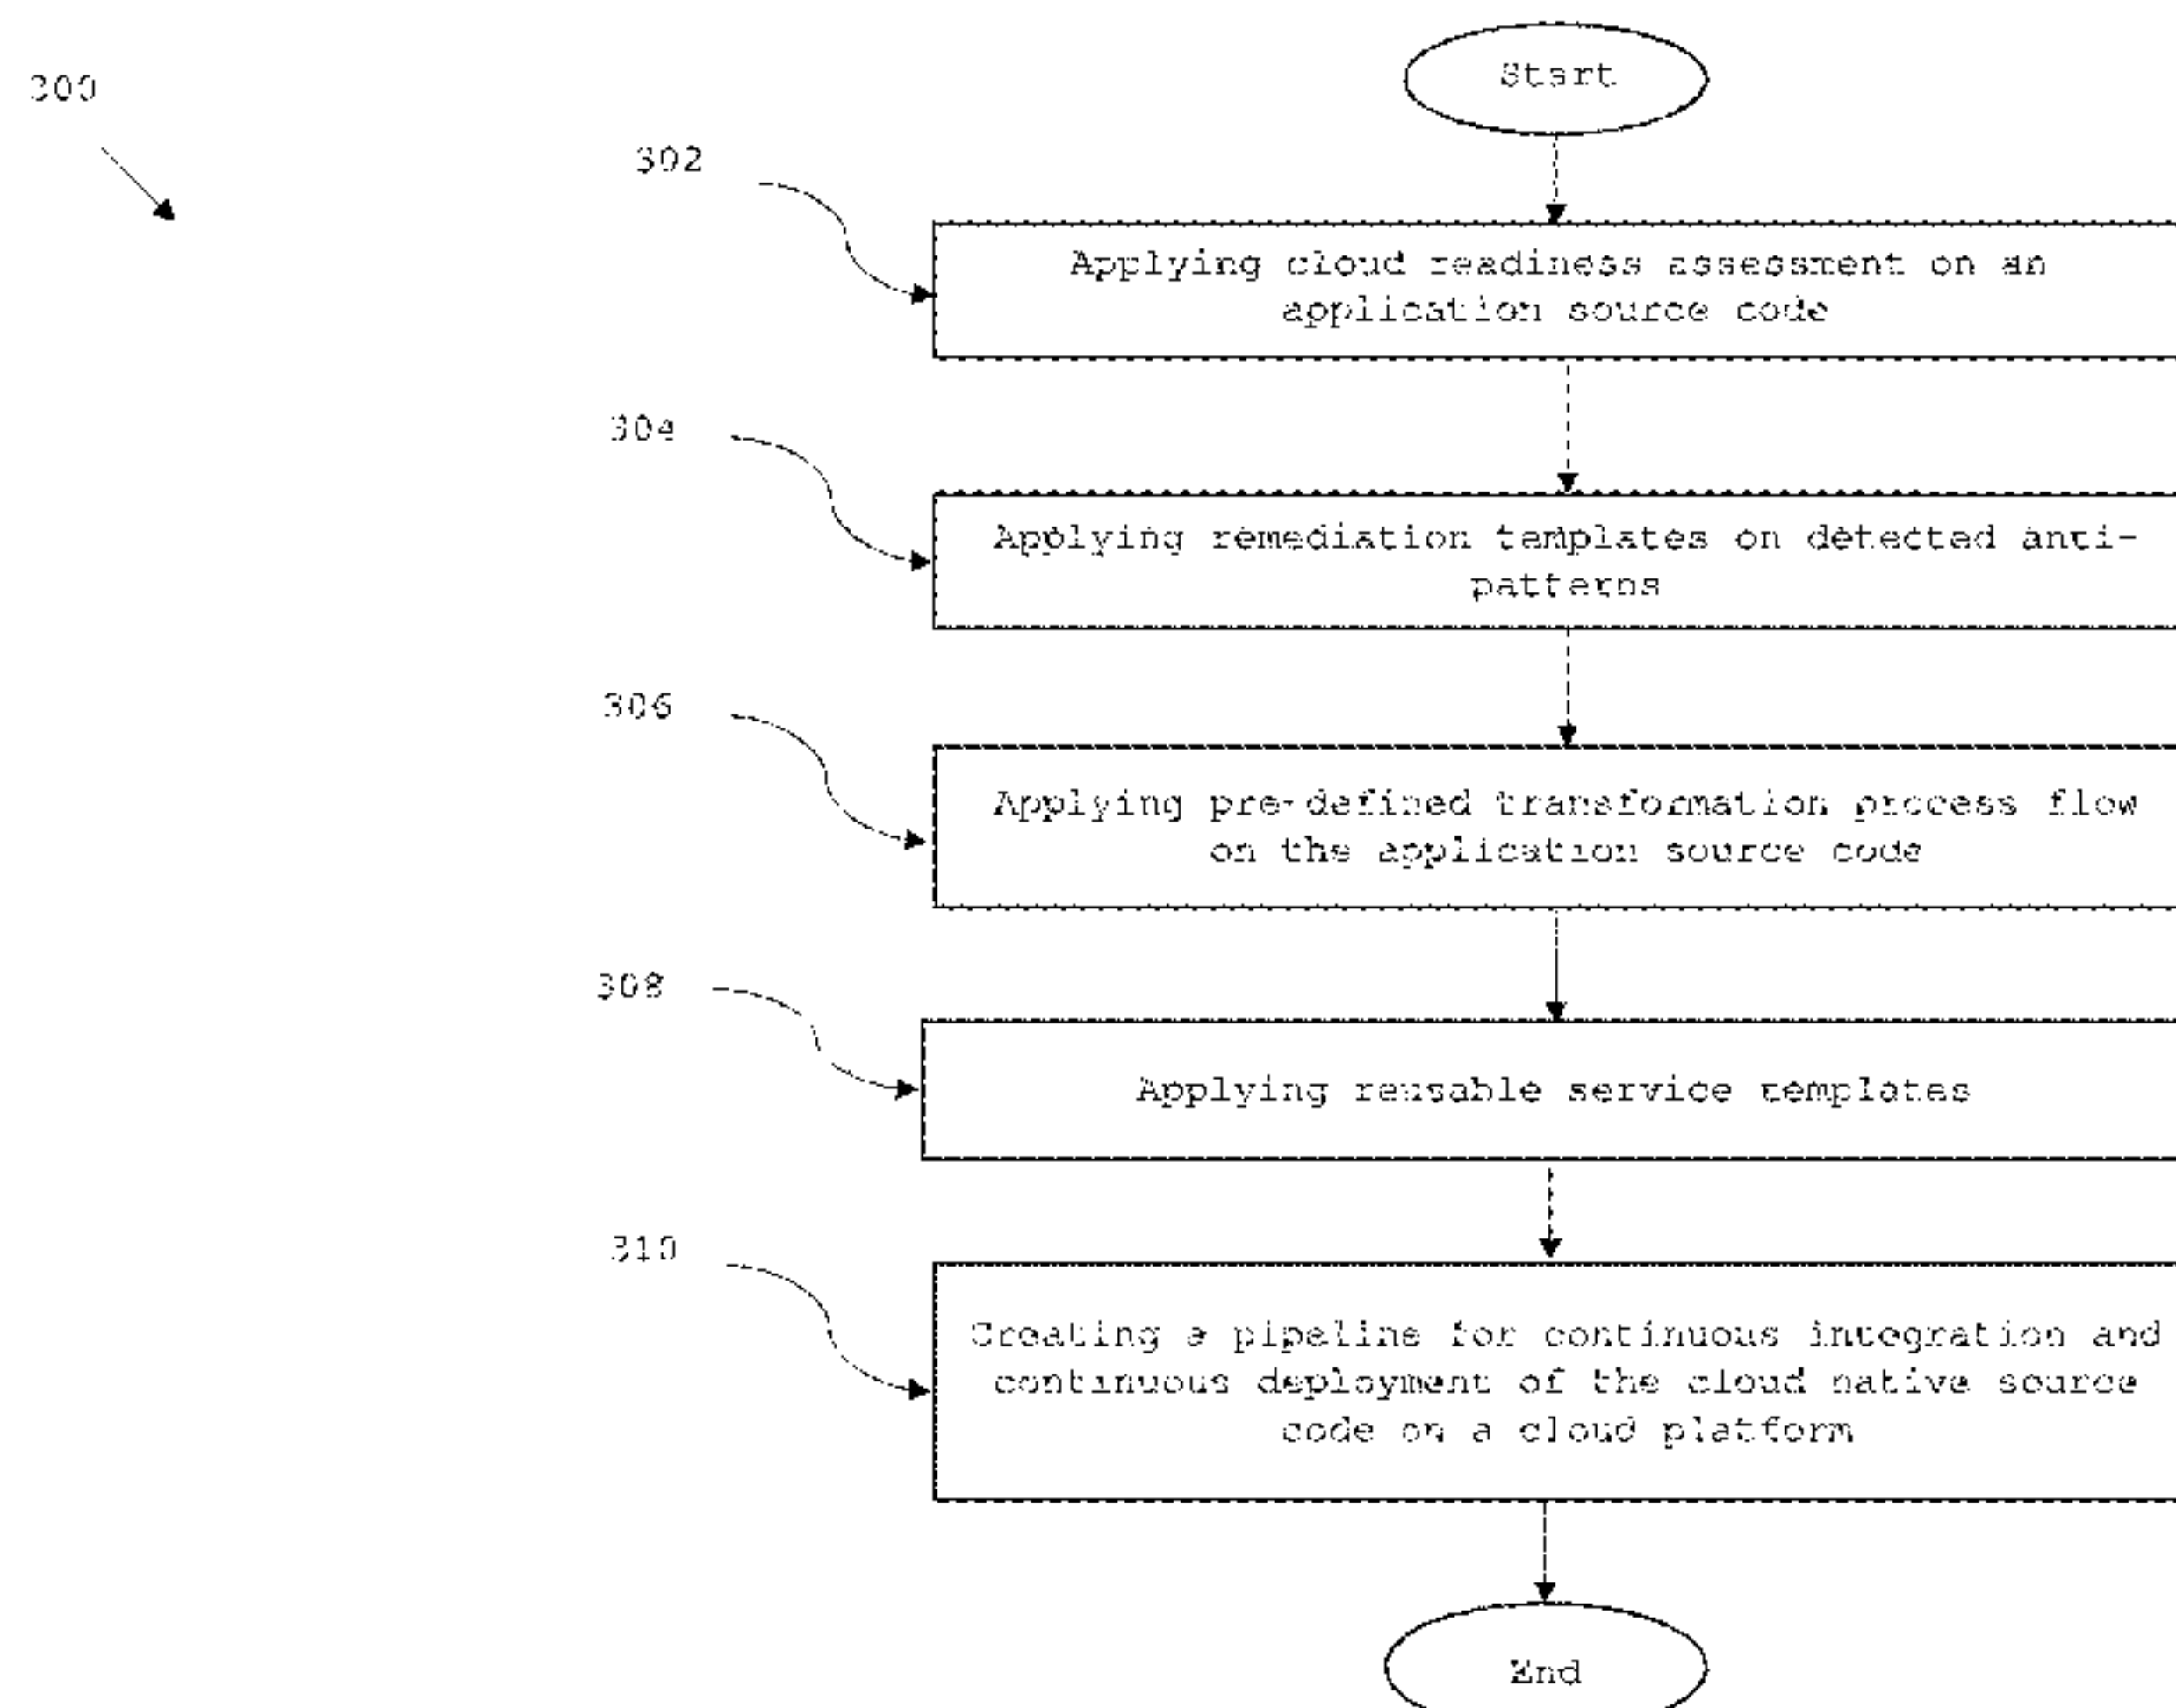 300
Start
302
Applying cloud readiness assessment on an
application source code
304
Applying remediation templates on detected anti-
patterns
306
Applying pre-defined transformation process flow
on the application source code
308
Applying reusable service templates
310
Creating a pipeline for continuous integration and
continuous deployment of the cloud native source
code on a cloud platform
End